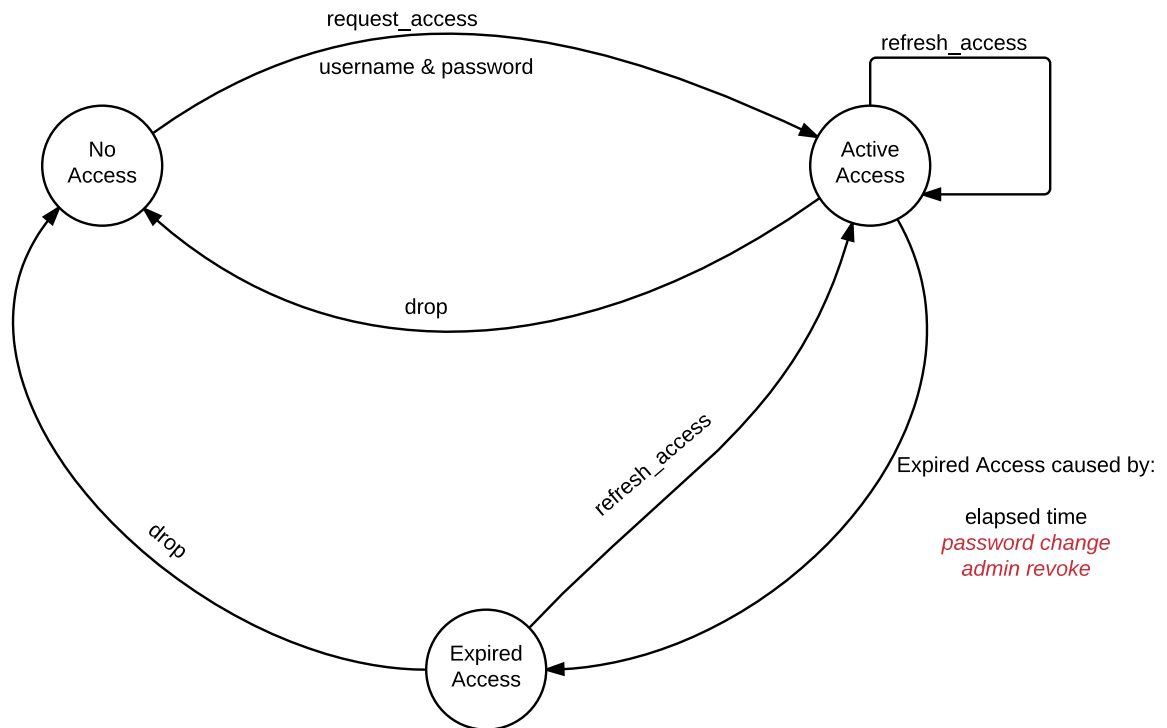 request_access
username & password
refresh_access
No
Access
Active
Access
drop
refresh_access
Expired Access caused by:
elapsed time
password change
admin revoke
drop
Expired
Access